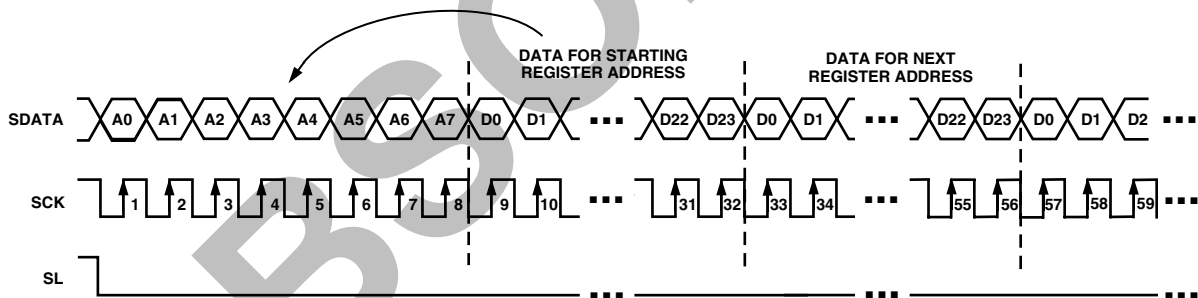 DATA FOR STARTING
REGISTER ADDRESS
DATA FOR NEXT
REGISTER ADDRESS
SDATA A0 A1 A2 A3 A4 A5 A6 A7 D0 D1 ... D22 D23 D0 D1 ... D22 D23 D0 D1 D2 ...
SCK 1 2 3 4 5 6 7 8 9 10 ... 31 32 33 34 ... 55 56 57 58 59 ...
SL ... ... ...